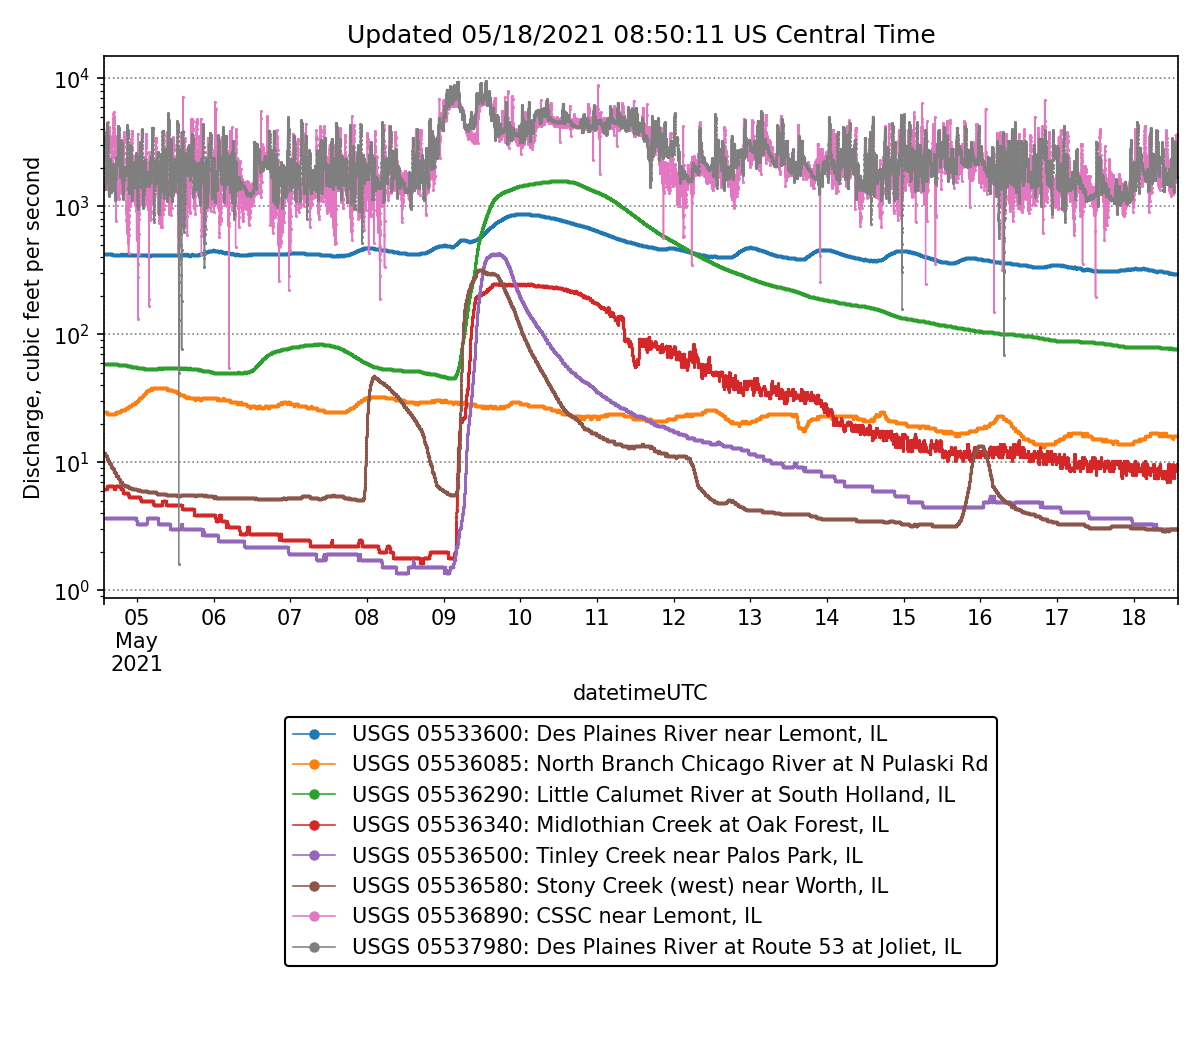 Updated 05/18/2021 08:50:11 US Central Time
Discharge, cubic feet per second
10⁴
10³
10²
10¹
10⁰
05 06 07 08 09 10 11 12 13 14 15 16 17 18
May
2021
datetimeUTC
USGS 05533600: Des Plaines River near Lemont, IL
USGS 05536085: North Branch Chicago River at N Pulaski Rd
USGS 05536290: Little Calumet River at South Holland, IL
USGS 05536340: Midlothian Creek at Oak Forest, IL
USGS 05536500: Tinley Creek near Palos Park, IL
USGS 05536580: Stony Creek (west) near Worth, IL
USGS 05536890: CSSC near Lemont, IL
USGS 05537980: Des Plaines River at Route 53 at Joliet, IL